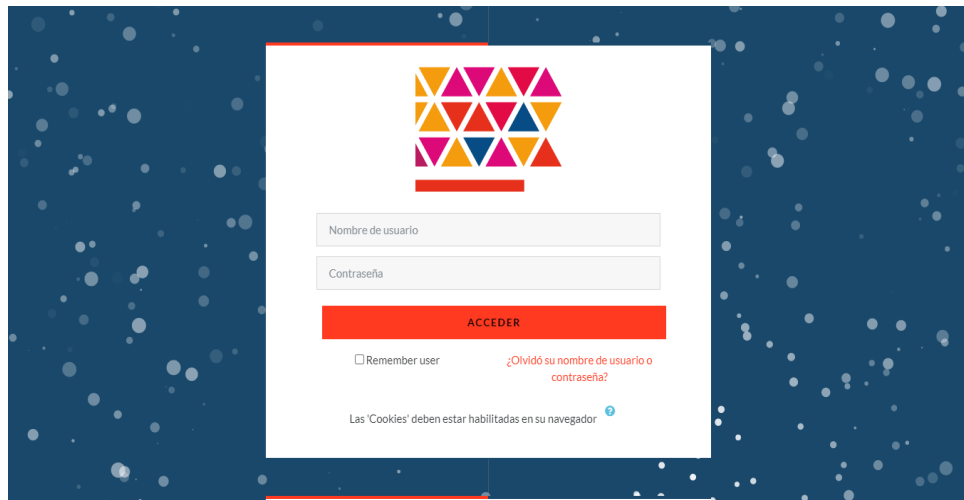 Nombre de usuario
Contraseña
ACCEDER
Remember user
¿Olvidó su nombre de usuario o
contraseña?
Las 'Cookies' deben estar habilitadas en su navegador ?